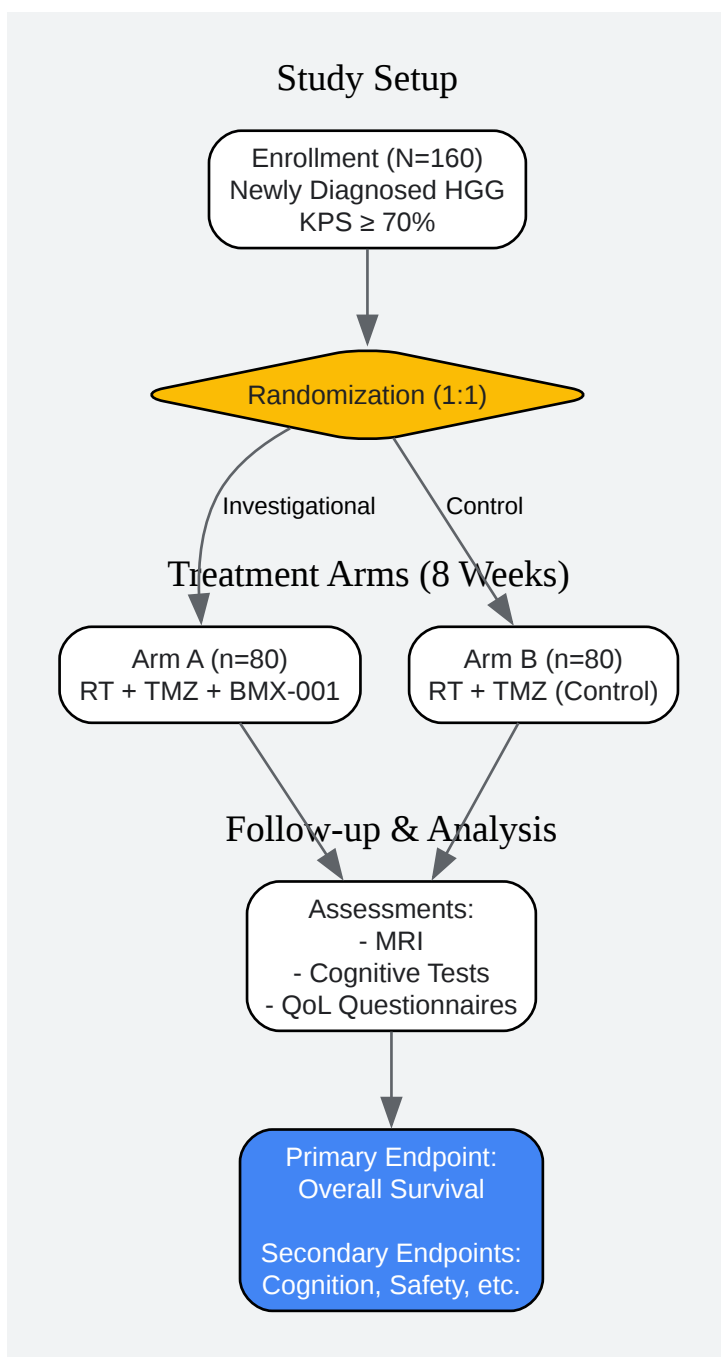 Study Setup
Enrollment (N=160)
Newly Diagnosed HGG
KPS ≥ 70%
Randomization (1:1)
Investigational
Control
Treatment Arms (8 Weeks)
Arm A (n=80)
RT + TMZ + BMX-001
Arm B (n=80)
RT + TMZ (Control)
Follow-up & Analysis
Assessments:
- MRI
- Cognitive Tests
- QoL Questionnaires
Primary Endpoint:
Overall Survival
Secondary Endpoints:
Cognition, Safety, etc.